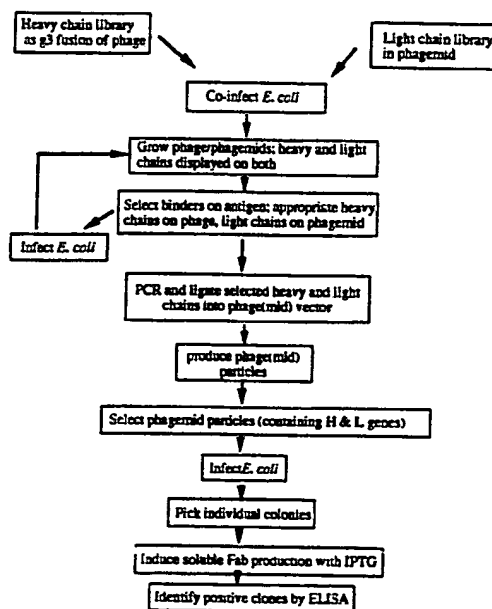 Heavy chain library
as g3 fusion of phage
Light chain library
in phagemid
Co-infect E. coli
Grow phage/phagemids; heavy and light
chains displayed on both
Select binders on antigen; appropriate heavy
chains on phage, light chains on phagemid
Infect E. coli
PCR and ligate selected heavy and light
chains into phage(mid) vector
produce phage(mid)
particles
Select phagemid particles (containing H & L genes)
Infect E. coli
Pick individual colonies
Induce soluble Fab production with IPTG
Identify positive clones by ELISA